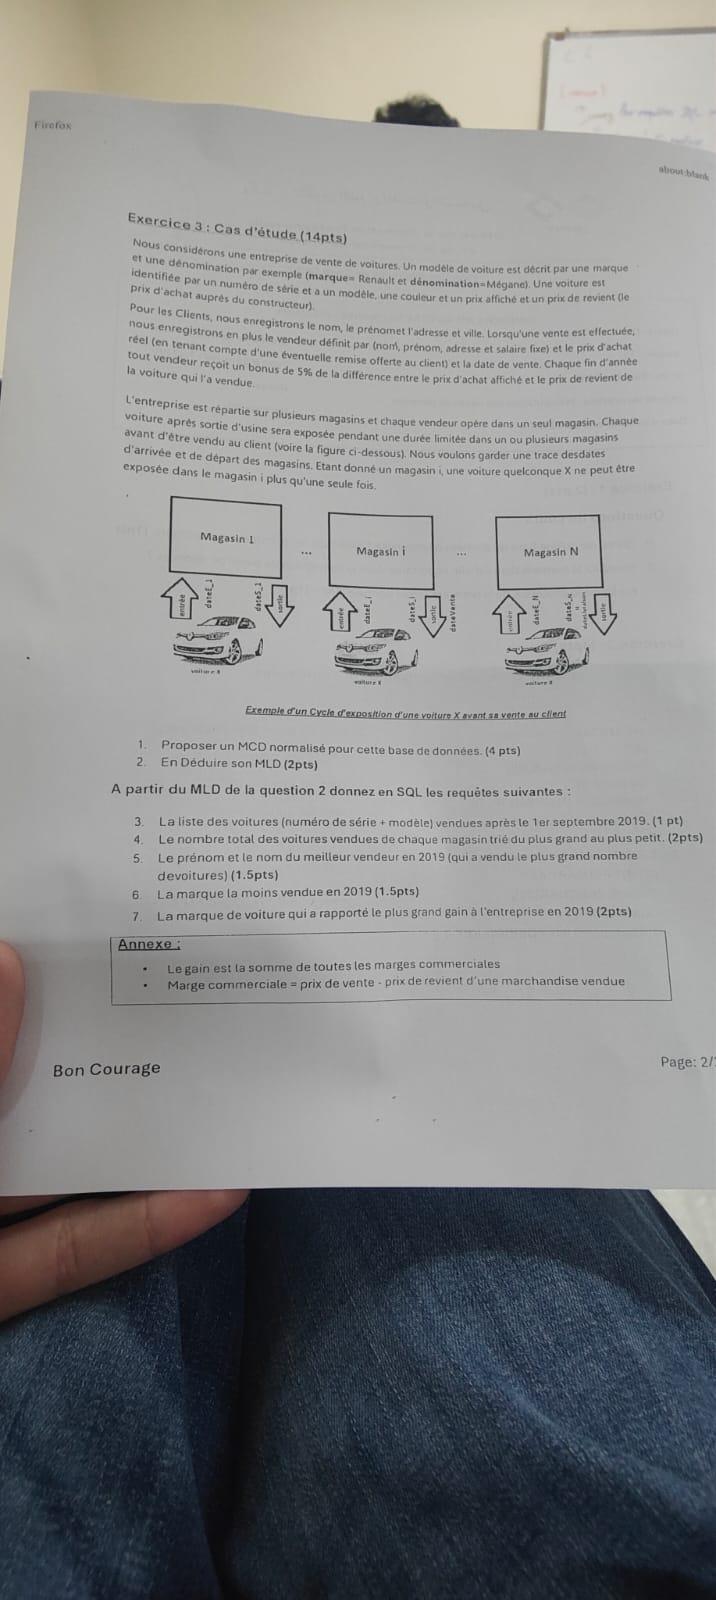 Firefox
about:blank
Exercice 3 : Cas d'étude (14pts)
Nous considérons une entreprise de vente de voitures. Un modèle de voiture est décrit par une marque
et une dénomination par exemple (marque= Renault et dénomination=Mégane). Une voiture est
identifiée par un numéro de série et a un modèle, une couleur et un prix affiché et un prix de revient (le
prix d'achat auprés du constructeur).
Pour les Clients, nous enregistrons le nom, le prénomet l'adresse et ville. Lorsqu'une vente est effectuée,
nous enregistrons en plus le vendeur définit par (nom, prénom, adresse et salaire fixe) et le prix d'achat
réel (en tenant compte d'une éventuelle remise offerte au client) et la date de vente. Chaque fin d'année
tout vendeur reçoit un bonus de 5% de la différence entre le prix d'achat affiché et le prix de revient de
la voiture qui l'a vendue.
L'entreprise est répartie sur plusieurs magasins et chaque vendeur opère dans un seul magasin. Chaque
voiture aprés sortie d'usine sera exposée pendant une durée limitée dans un ou plusieurs magasins
avant d'être vendu au client (voire la figure ci-dessous). Nous voulons garder une trace desdates
d'arrivée et de départ des magasins. Etant donné un magasin i, une voiture quelconque X ne peut être
exposée dans le magasin i plus qu'une seule fois.
Magasin 1
...
Magasin i
...
Magasin N
entrée
dateE_1
dateS_1
sortie
entrée
dateE_i
dateS_i
sortie
dateVante
entrée
dateE_N
dateS_N
sortie
voiture X
voiture X
voiture X
Exemple d'un Cycle d'exposition d'une voiture X avant sa vente au client
1. Proposer un MCD normalisé pour cette base de données. (4 pts)
2. En Déduire son MLD (2pts)
A partir du MLD de la question 2 donnez en SQL les requêtes suivantes :
3. La liste des voitures (numéro de série + modèle) vendues après le 1er septembre 2019. (1 pt)
4. Le nombre total des voitures vendues de chaque magasin trié du plus grand au plus petit. (2pts)
5. Le prénom et le nom du meilleur vendeur en 2019 (qui a vendu le plus grand nombre
devoitures) (1.5pts)
6. La marque la moins vendue en 2019 (1.5pts)
7. La marque de voiture qui a rapporté le plus grand gain à l'entreprise en 2019 (2pts)
Annexe :
• Le gain est la somme de toutes les marges commerciales
• Marge commerciale = prix de vente - prix de revient d'une marchandise vendue
Bon Courage
Page: 2/